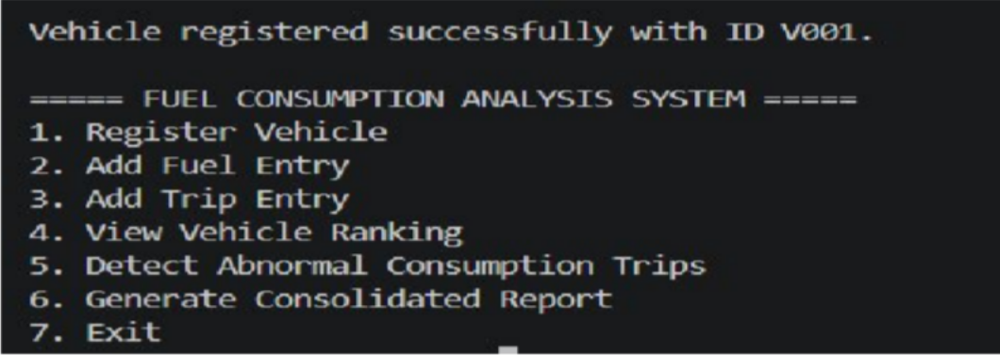 Vehicle registered successfully with ID V001.
===== FUEL CONSUMPTION ANALYSIS SYSTEM =====
1. Register Vehicle
2. Add Fuel Entry
3. Add Trip Entry
4. View Vehicle Ranking
5. Detect Abnormal Consumption Trips
6. Generate Consolidated Report
7. Exit